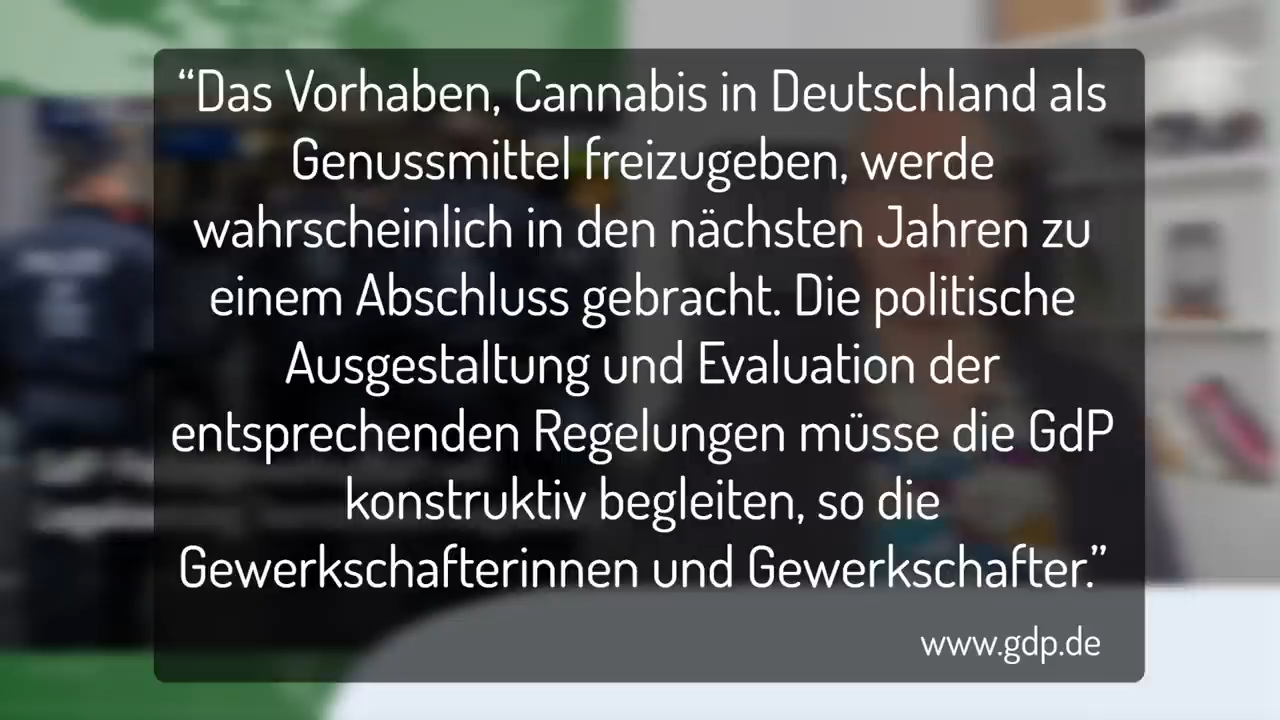 “Das Vorhaben, Cannabis in Deutschland als
Genussmittel freizugeben, werde
wahrscheinlich in den nächsten Jahren zu
einem Abschluss gebracht. Die politische
Ausgestaltung und Evaluation der
entsprechenden Regelungen müsse die GdP
konstruktiv begleiten, so die
Gewerkschafterinnen und Gewerkschafter.”
www.gdp.de